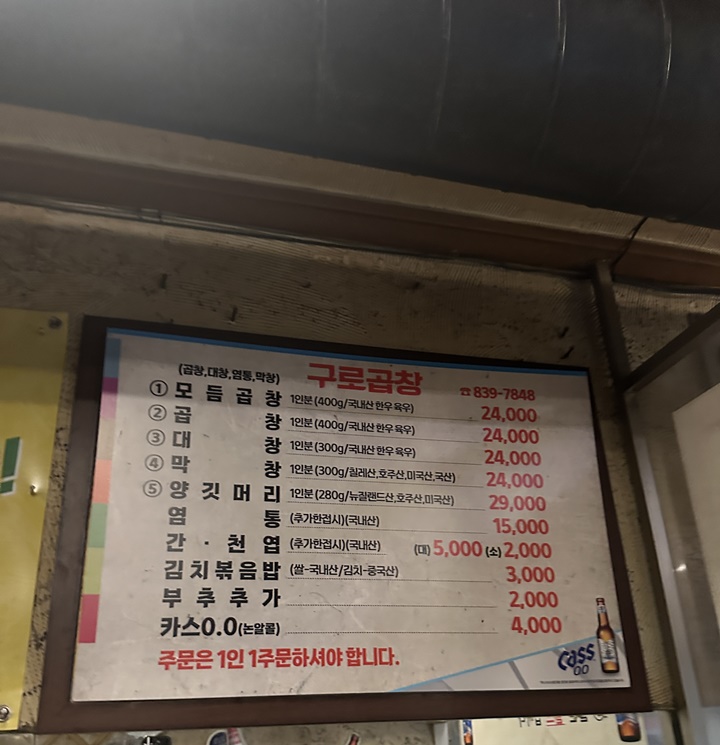 (곱창,대창,염통,막창) 구로곱창 ☎839-7848
① 모듬곱창 1인분 (400g/국내산 한우 육우) 24,000
② 곱창 1인분 (400g/국내산 한우 육우) 24,000
③ 대창 1인분 (300g/국내산 한우 육우) 24,000
④ 막창 1인분 (300g/칠레산,호주산,미국산,국산) 24,000
⑤ 양깃머리 1인분 (280g/뉴질랜드산,호주산,미국산) 29,000
염통 (추가한접시)(국내산) 15,000
간·천엽 (추가한접시)(국내산) (대) 5,000 (소) 2,000
김치볶음밥 (쌀-국내산/김치-중국산) 3,000
부추추가 2,000
카스0.0(논알콜) 4,000
주문은 1인 1주문하셔야 합니다.
Cass
0.0